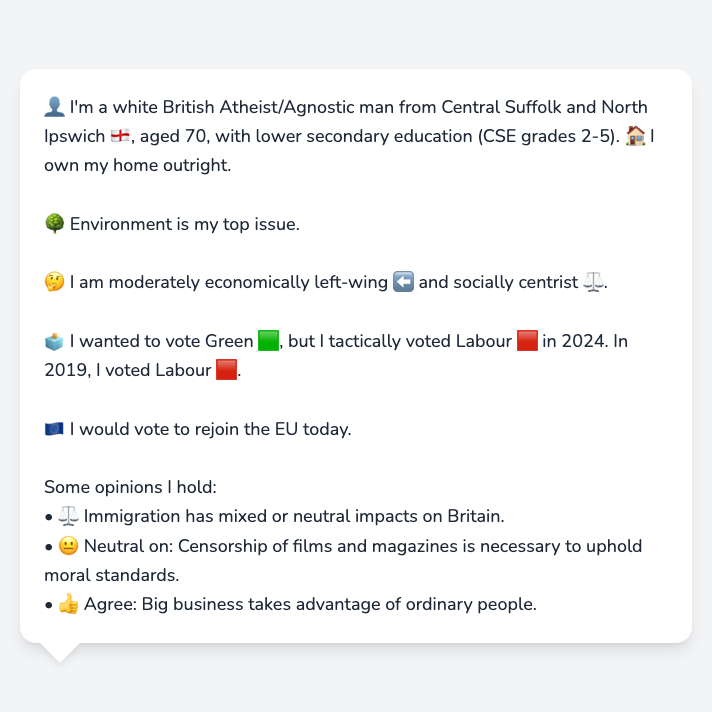 👤 I'm a white British Atheist/Agnostic man from Central Suffolk and North
Ipswich 🏴󠁧󠁢󠁥󠁮󠁧󠁿, aged 70, with lower secondary education (CSE grades 2-5). 🏠 I
own my home outright.
🌳 Environment is my top issue.
🤔 I am moderately economically left-wing ⬅️ and socially centrist ⚖️.
🗳️ I wanted to vote Green 🟩, but I tactically voted Labour 🟥 in 2024. In
2019, I voted Labour 🟥.
🇪🇺 I would vote to rejoin the EU today.
Some opinions I hold:
• ⚖️ Immigration has mixed or neutral impacts on Britain.
• 😐 Neutral on: Censorship of films and magazines is necessary to uphold
moral standards.
• 👍 Agree: Big business takes advantage of ordinary people.